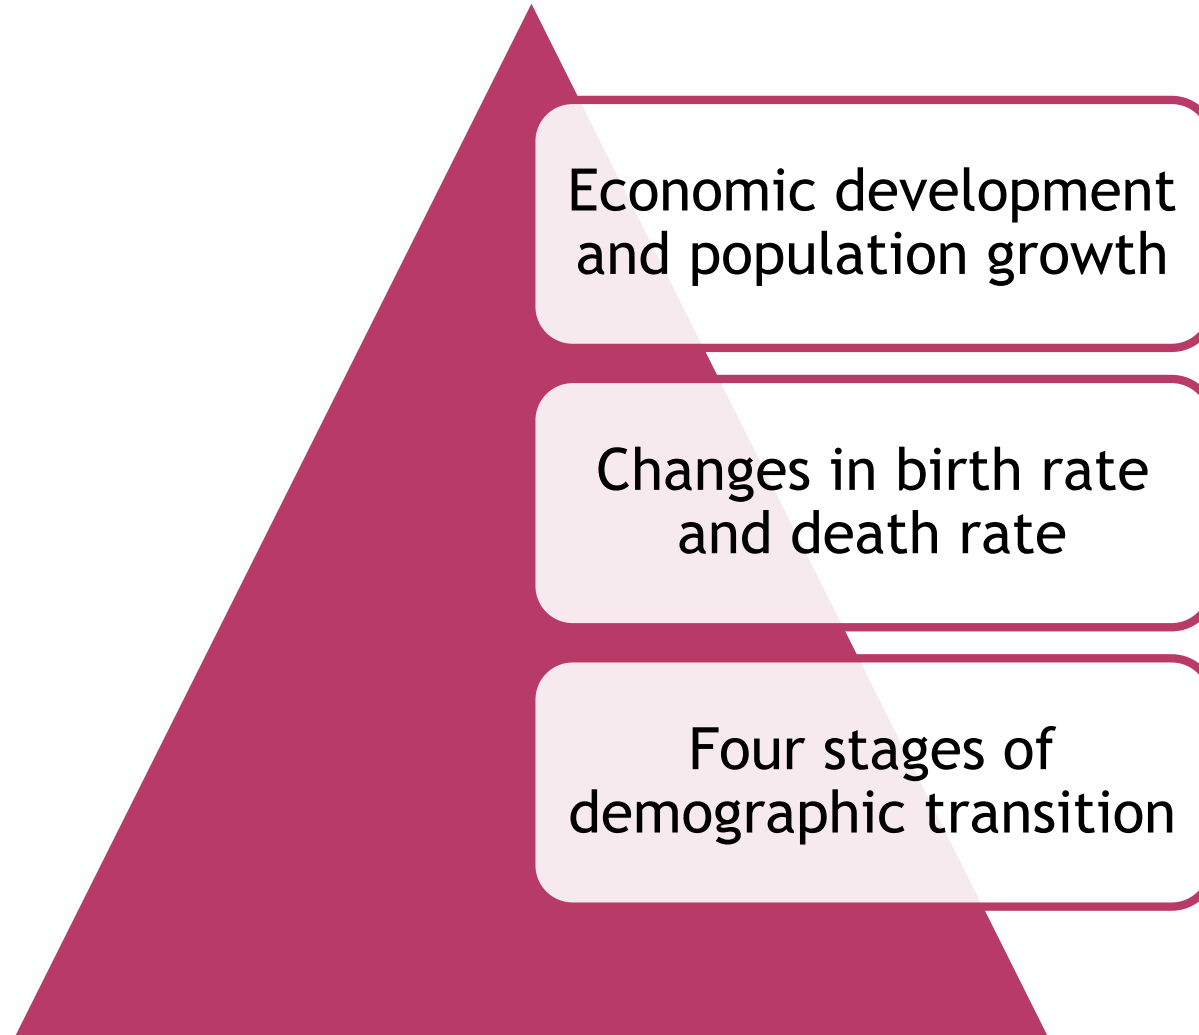 Economic development
and population growth
Changes in birth rate
and death rate
Four stages of
demographic transition